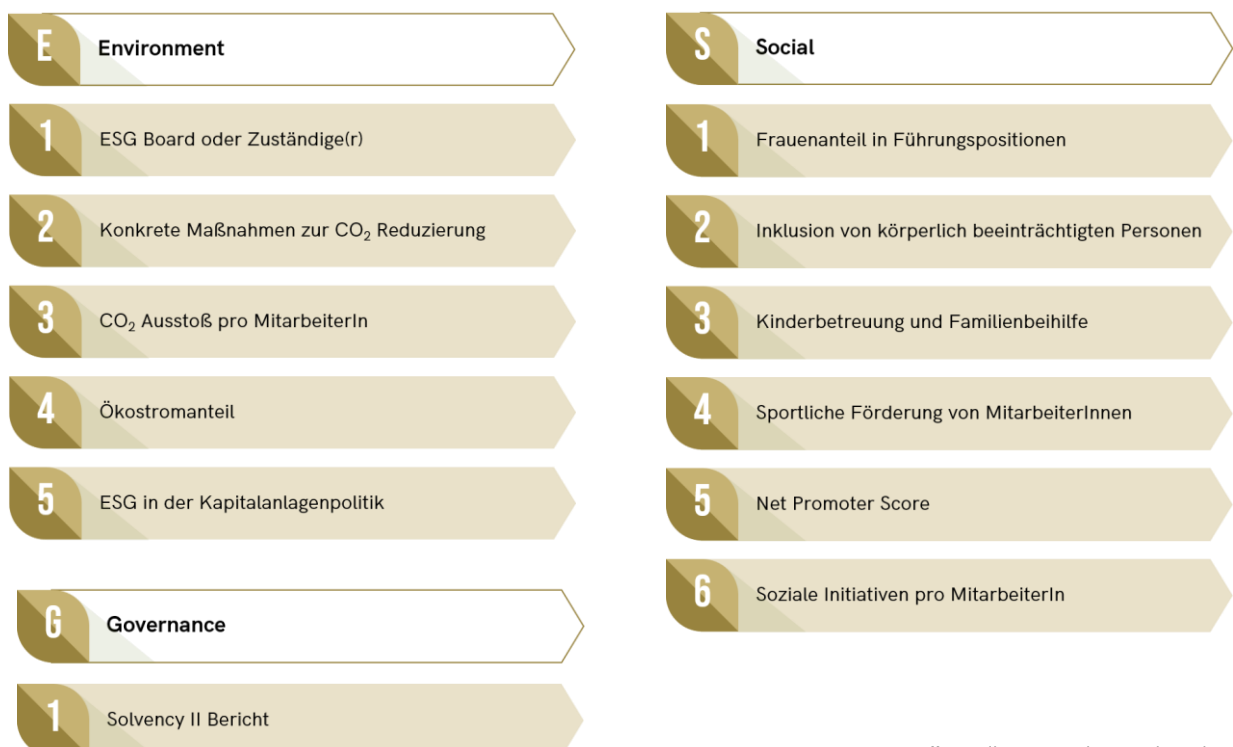 E Environment
1 ESG Board oder Zuständige(r)
2 Konkrete Maßnahmen zur CO₂ Reduzierung
3 CO₂ Ausstoß pro MitarbeiterIn
4 Ökostromanteil
5 ESG in der Kapitalanlagenpolitik
G Governance
1 Solvency II Bericht
S Social
1 Frauenanteil in Führungspositionen
2 Inklusion von körperlich beeinträchtigten Personen
3 Kinderbetreuung und Familienbeihilfe
4 Sportliche Förderung von MitarbeiterInnen
5 Net Promoter Score
6 Soziale Initiativen pro MitarbeiterIn